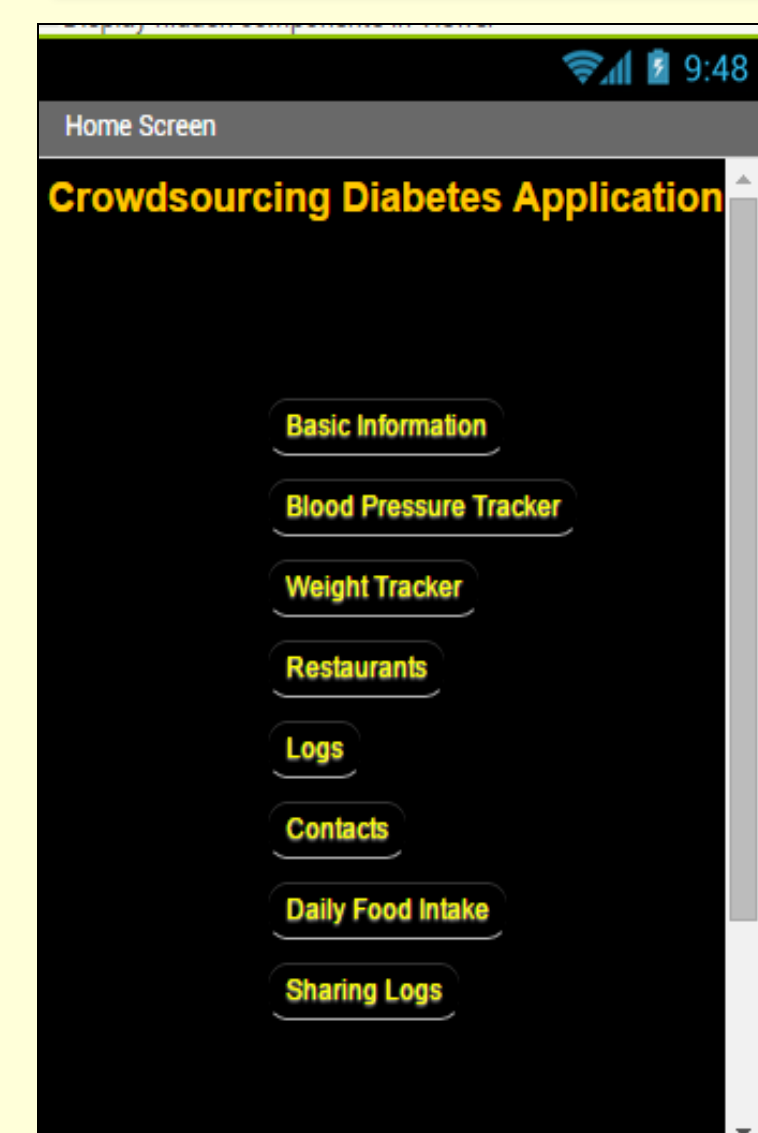 9:48
Home Screen
Crowdsourcing Diabetes Application
Basic Information
Blood Pressure Tracker
Weight Tracker
Restaurants
Logs
Contacts
Daily Food Intake
Sharing Logs